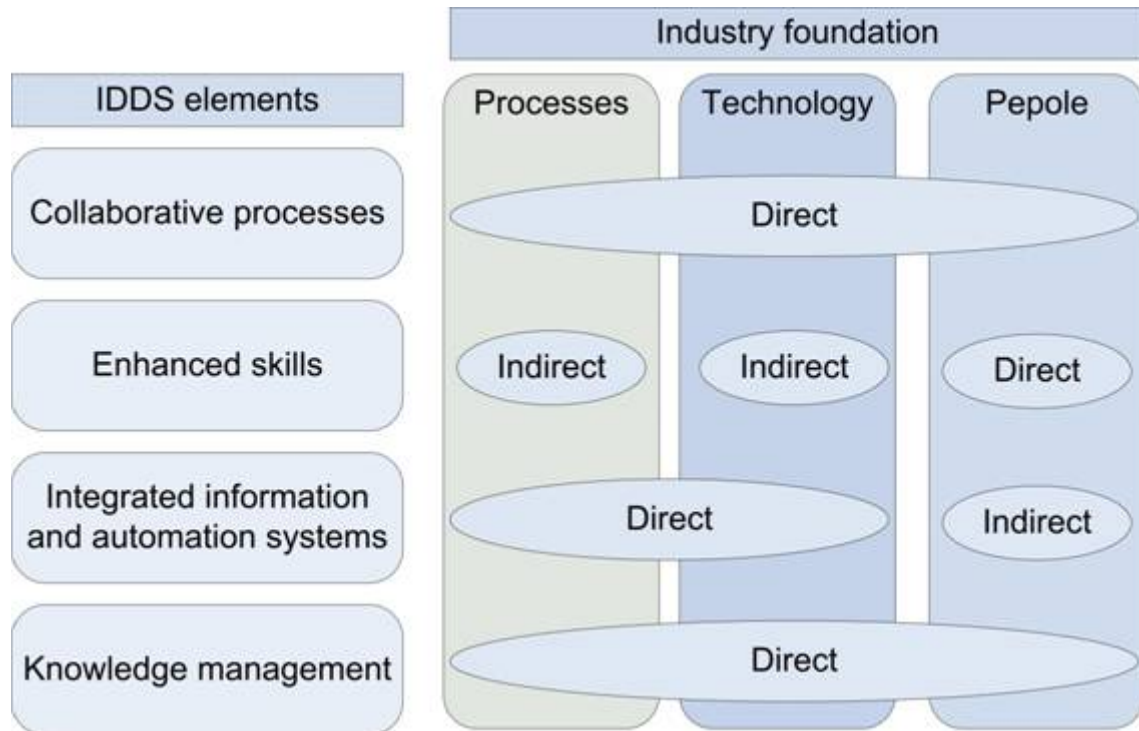 Industry foundation
IDDS elements
Processes
Technology
Pepole
Collaborative processes
Direct
Enhanced skills
Indirect
Indirect
Direct
Integrated information
and automation systems
Direct
Indirect
Knowledge management
Direct